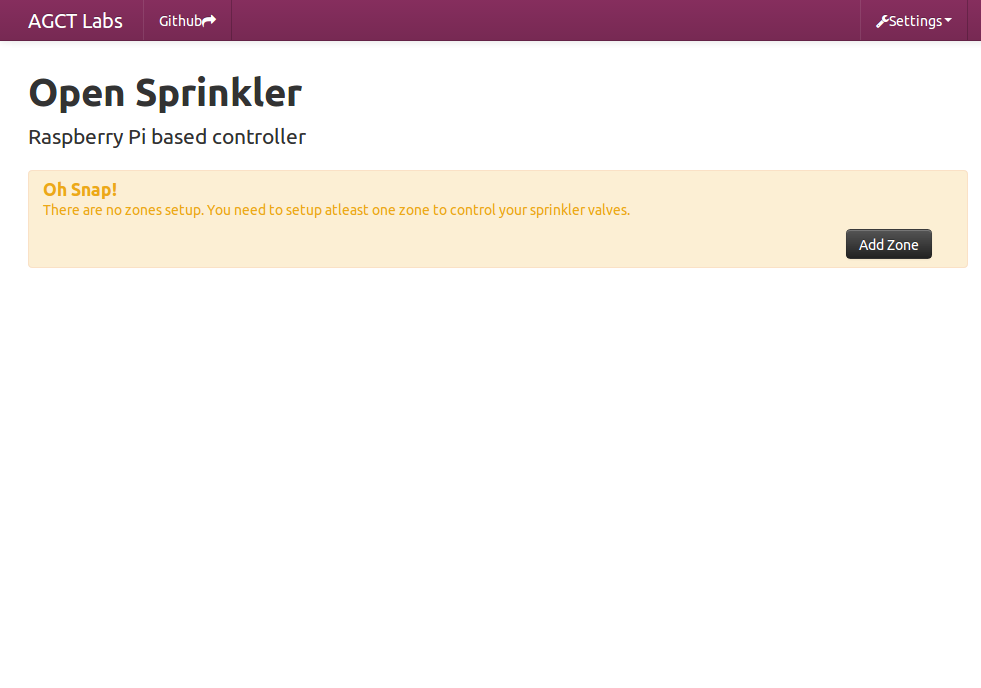 AGCT Labs
Github
Settings
Open Sprinkler
Raspberry Pi based controller
Oh Snap!
There are no zones setup. You need to setup atleast one zone to control your sprinkler valves.
Add Zone